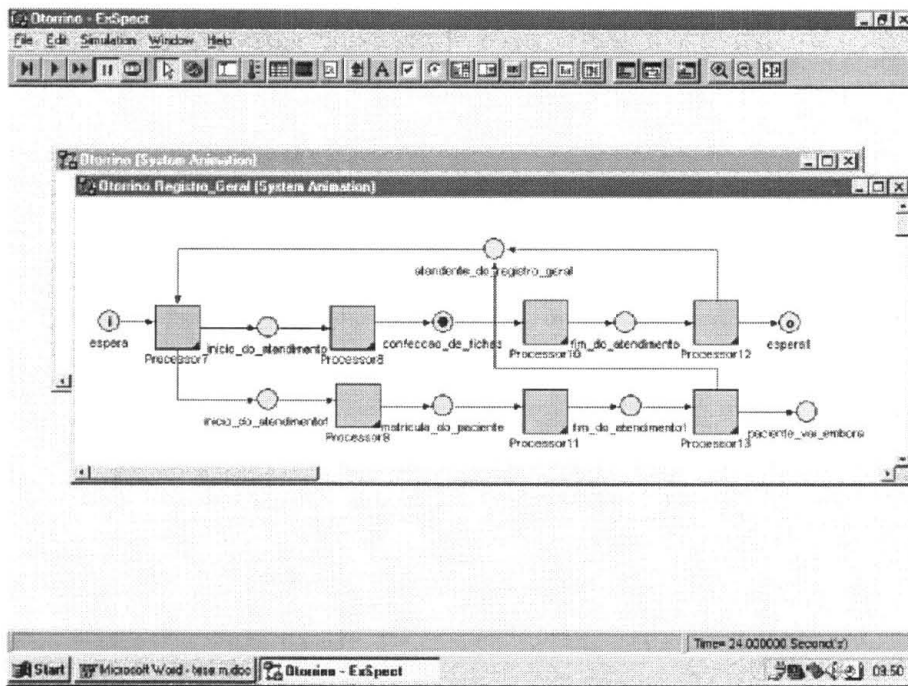 Otorrino - ExSpect
File Edit Simulation Window Help
Otorrino (System Animation)
Otorrino.Registro_Geral (System Animation)
atendente_do_registro_geral
i
espera
Processor7
inicio_do_atendimento
Processor8
confeccao_de_fichas
Processor10
fim_do_atendimento
Processor12
o
espera1
inicio_do_atendimento1
Processor9
matricula_do_paciente
Processor11
fim_do_atendimento1
Processor13
paciente_vai_embora
Time= 24.000000 Second(s)
Start
Microsoft Word - tese m.doc
Otorrino - ExSpect
09:50